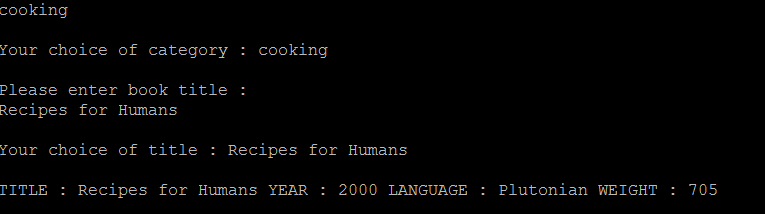 cooking
Your choice of category : cooking
Please enter book title :
Recipes for Humans
Your choice of title : Recipes for Humans
TITLE : Recipes for Humans YEAR : 2000 LANGUAGE : Plutonian WEIGHT : 705